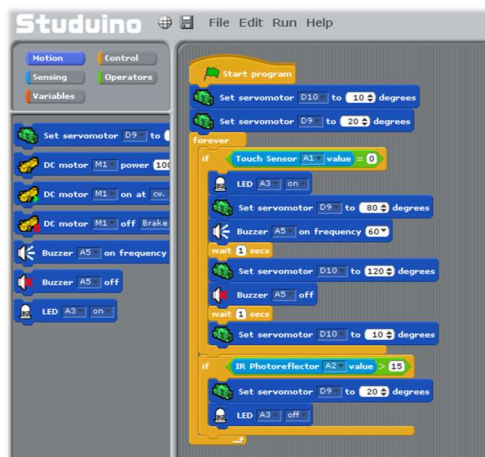 Studuino File Edit Run Help
Motion Control
Sensing Operators
Variables
Set servomotor D9 to
DC motor M1 power 100
DC motor M1 on at cw.
DC motor M1 off Brake
Buzzer A5 on frequency
Buzzer A5 off
LED A3 on
Start program
Set servomotor D10 to 10 degrees
Set servomotor D9 to 20 degrees
forever
if Touch Sensor A1 value = 0
LED A3 on
Set servomotor D9 to 80 degrees
Buzzer A5 on frequency 60
wait 1 secs
Set servomotor D10 to 120 degrees
Buzzer A5 off
wait 1 secs
Set servomotor D10 to 10 degrees
if IR Photoreflector A2 value > 15
Set servomotor D9 to 20 degrees
LED A3 off